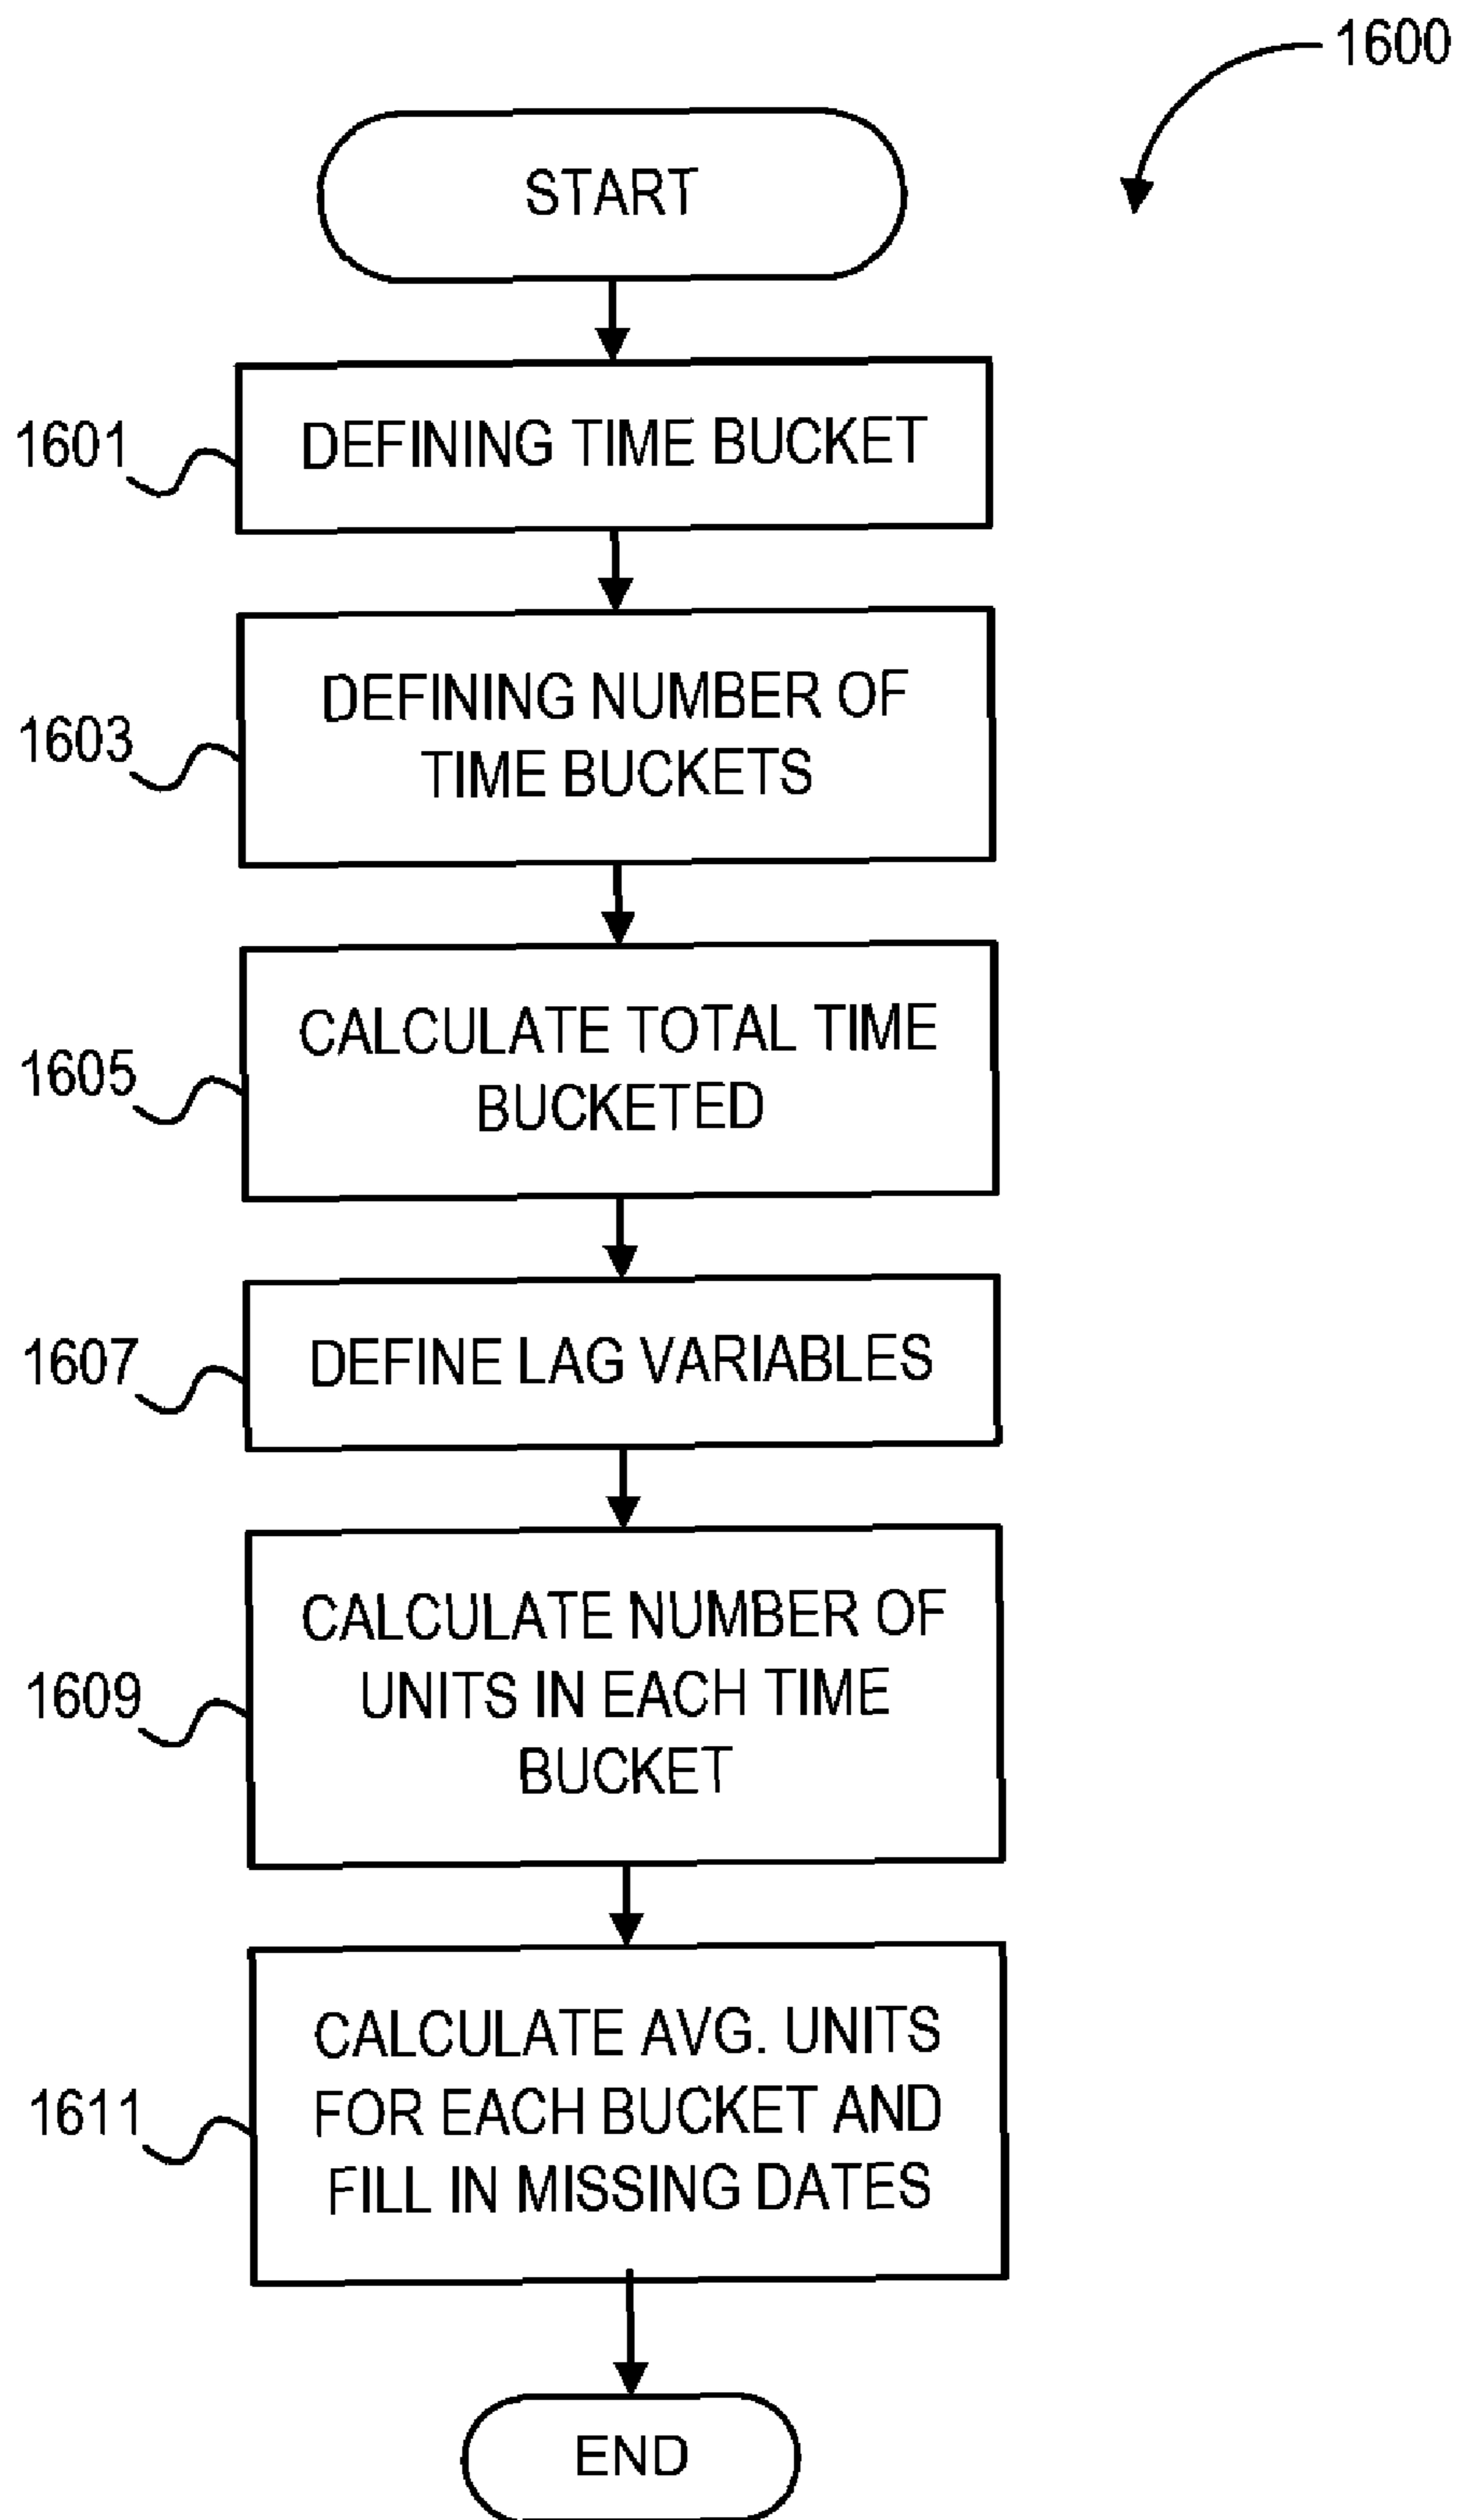 1600
START
1601
DEFINING TIME BUCKET
1603
DEFINING NUMBER OF
TIME BUCKETS
1605
CALCULATE TOTAL TIME
BUCKETED
1607
DEFINE LAG VARIABLES
1609
CALCULATE NUMBER OF
UNITS IN EACH TIME
BUCKET
1611
CALCULATE AVG. UNITS
FOR EACH BUCKET AND
FILL IN MISSING DATES
END